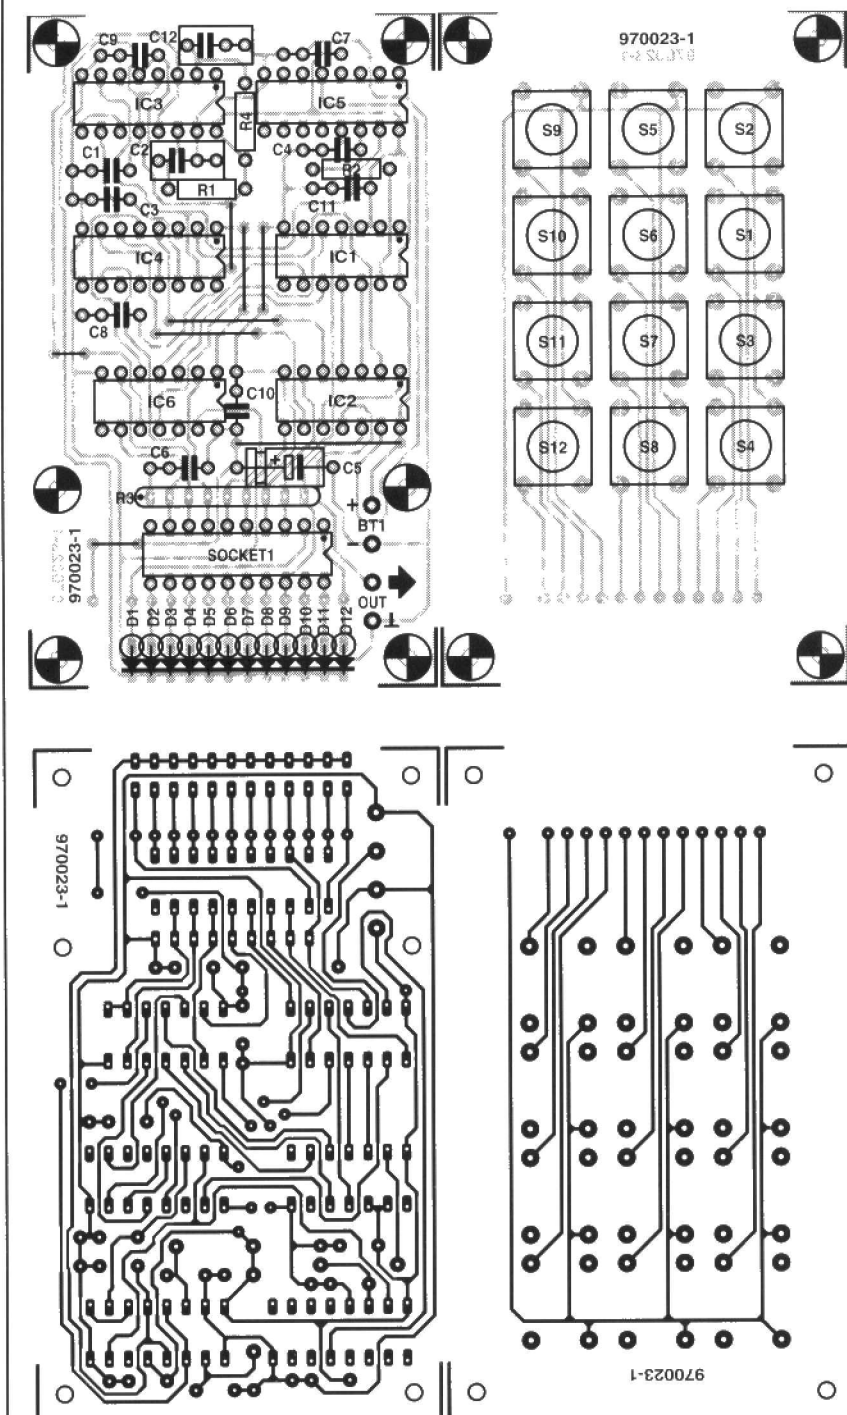 C9 C12 C7
IC3 IC5
R4
C1 C2 C4 R2
R1
C3 C11
IC4 IC1
C8
IC6 C10 IC2
C6 + C5
R3
+
BT1
-
SOCKET1
OUT
⊥
970023-1
D1 D2 D3 D4 D5 D6 D7 D8 D9 D10 D11 D12
970023-1
970023-1
S9 S5 S2
S10 S6 S1
S11 S7 S3
S12 S8 S4
970023-1
970023-1